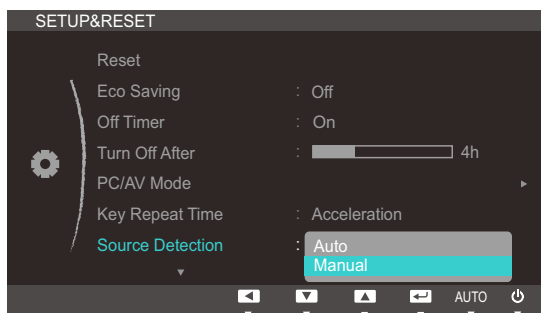 SETUP&RESET
Reset
Eco Saving : Off
Off Timer : On
Turn Off After : 4h
PC/AV Mode
Key Repeat Time : Acceleration
Source Detection : Auto
Manual
AUTO